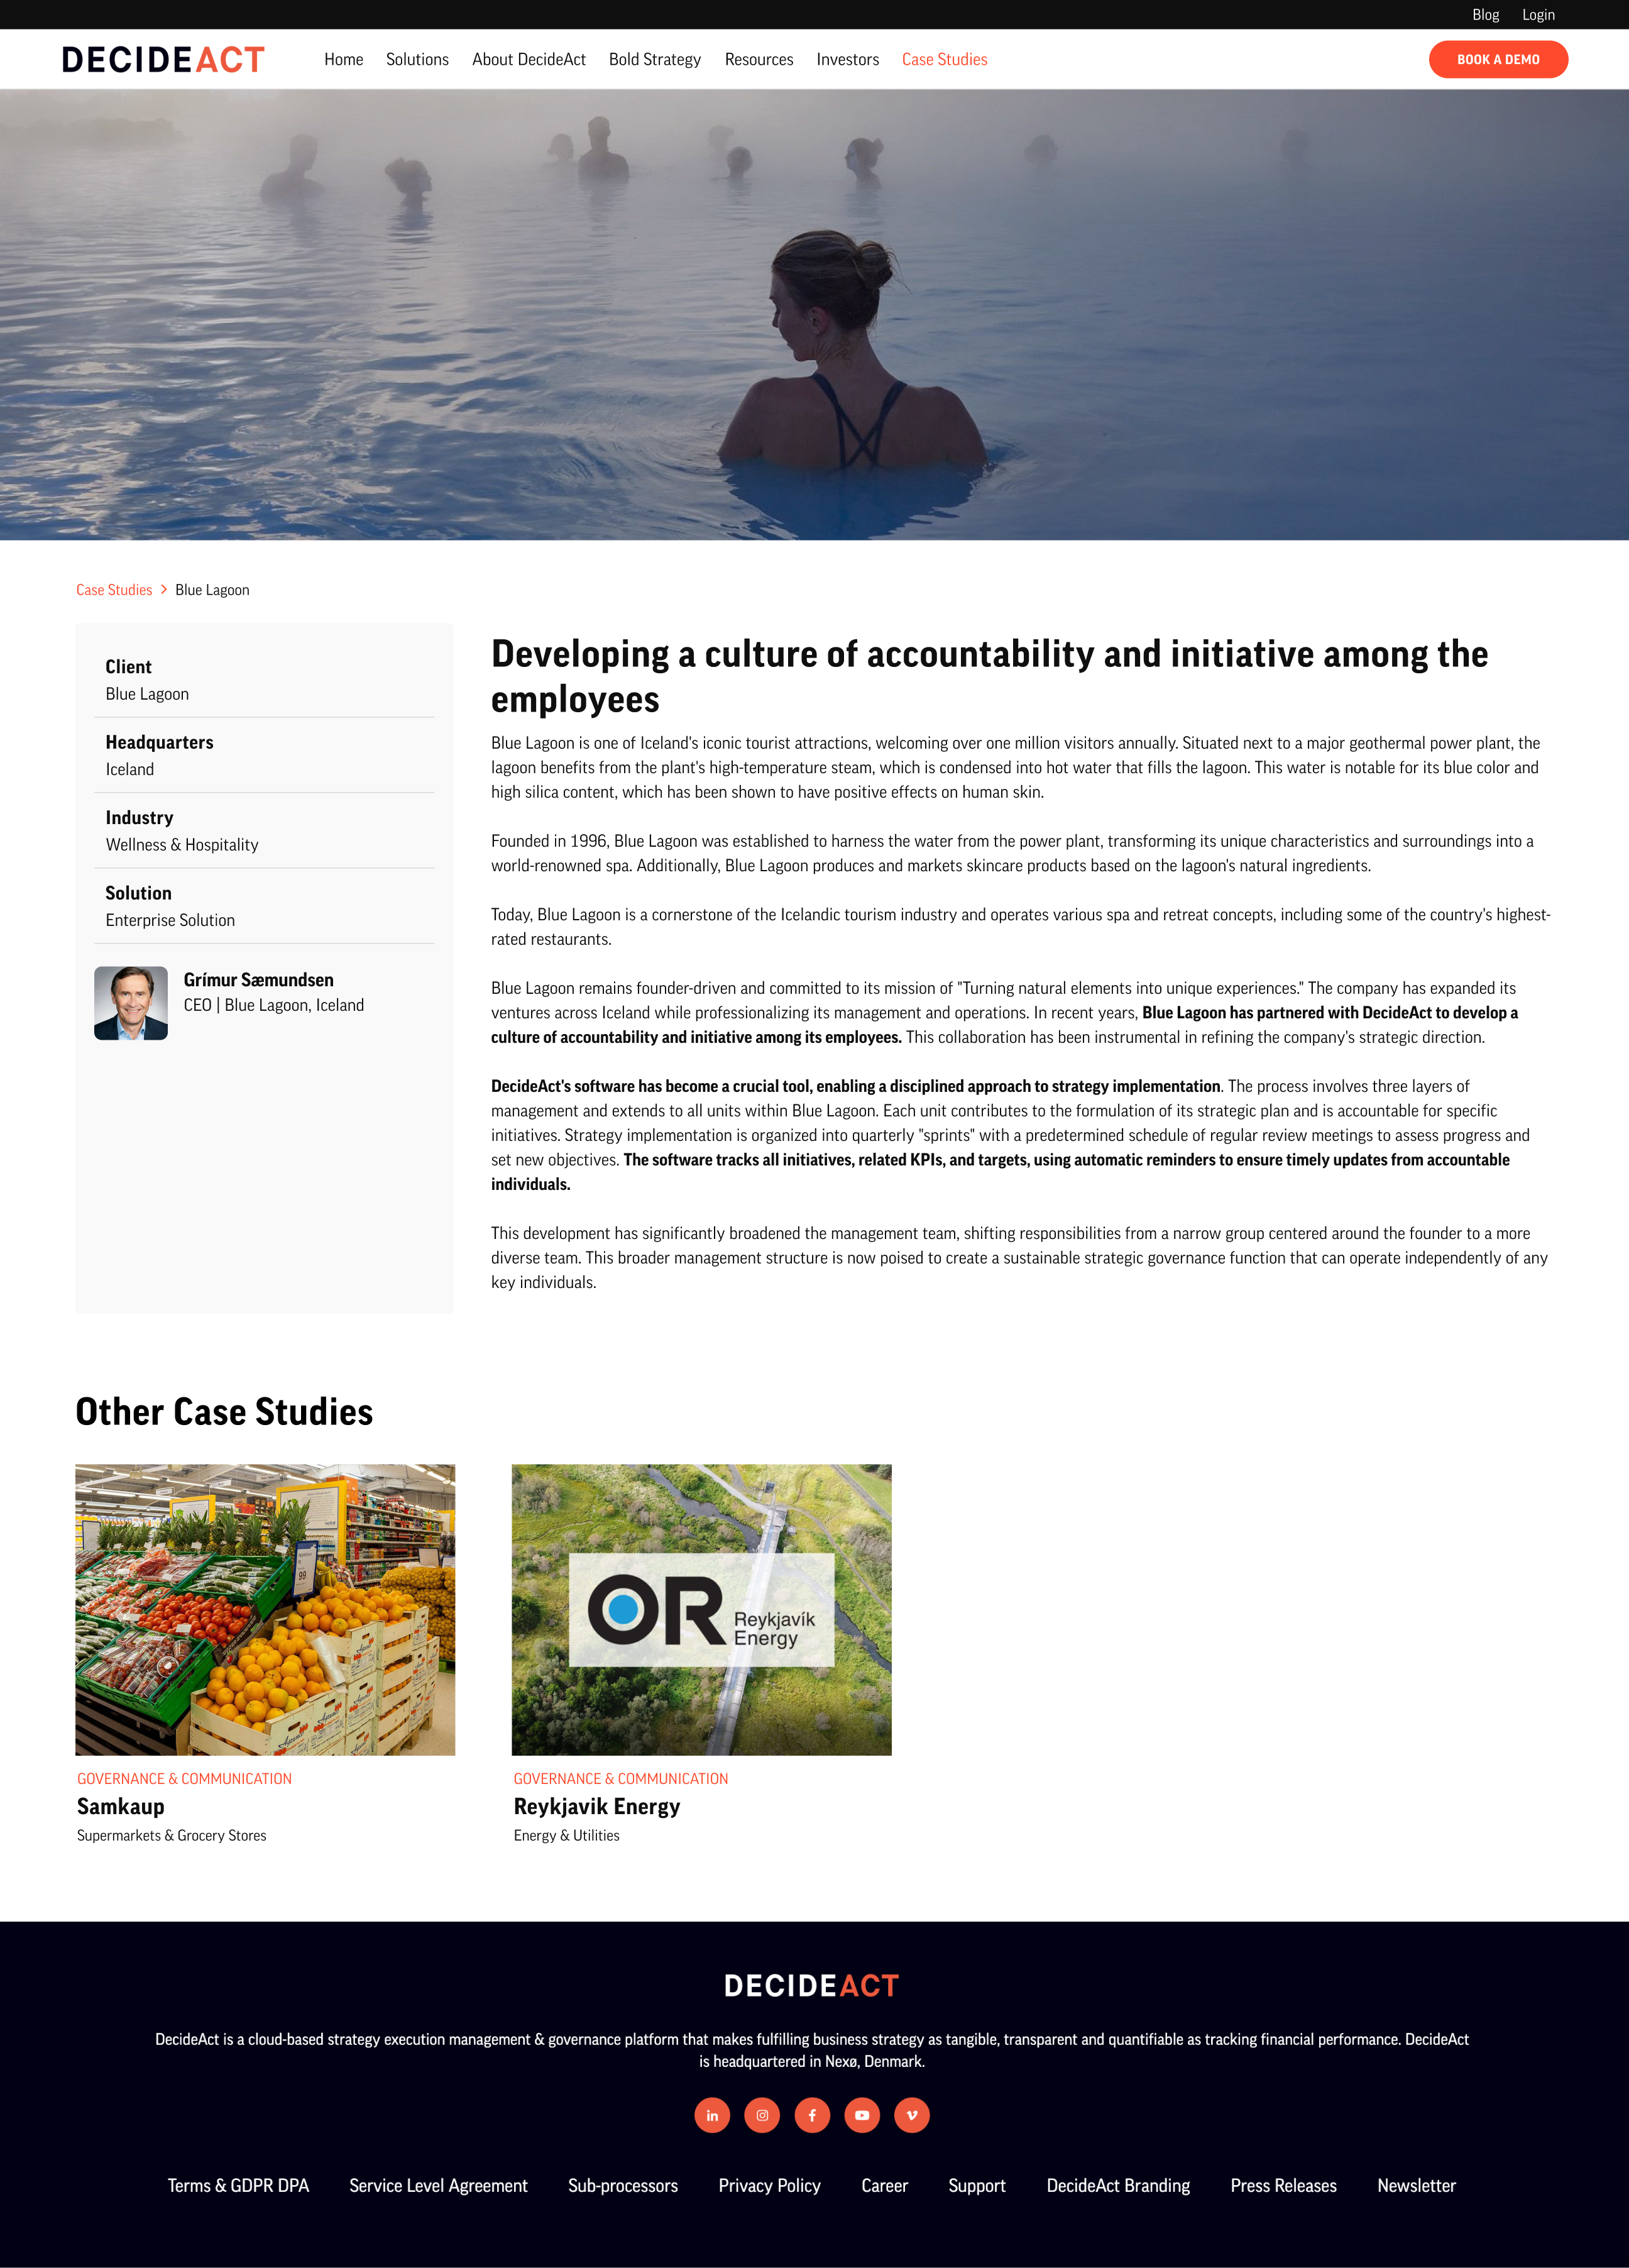 Blog Login
DECIDEACT
Home Solutions About DecideAct Bold Strategy Resources Investors Case Studies
BOOK A DEMO
Case Studies > Blue Lagoon
Client
Blue Lagoon
Headquarters
Iceland
Industry
Wellness & Hospitality
Solution
Enterprise Solution
Grímur Sæmundsen
CEO | Blue Lagoon, Iceland
Developing a culture of accountability and initiative among the
employees
Blue Lagoon is one of Iceland's iconic tourist attractions, welcoming over one million visitors annually. Situated next to a major geothermal power plant, the
lagoon benefits from the plant's high-temperature steam, which is condensed into hot water that fills the lagoon. This water is notable for its blue color and
high silica content, which has been shown to have positive effects on human skin.
Founded in 1996, Blue Lagoon was established to harness the water from the power plant, transforming its unique characteristics and surroundings into a
world-renowned spa. Additionally, Blue Lagoon produces and markets skincare products based on the lagoon's natural ingredients.
Today, Blue Lagoon is a cornerstone of the Icelandic tourism industry and operates various spa and retreat concepts, including some of the country's highest-
rated restaurants.
Blue Lagoon remains founder-driven and committed to its mission of "Turning natural elements into unique experiences." The company has expanded its
ventures across Iceland while professionalizing its management and operations. In recent years, Blue Lagoon has partnered with DecideAct to develop a
culture of accountability and initiative among its employees. This collaboration has been instrumental in refining the company's strategic direction.
DecideAct's software has become a crucial tool, enabling a disciplined approach to strategy implementation. The process involves three layers of
management and extends to all units within Blue Lagoon. Each unit contributes to the formulation of its strategic plan and is accountable for specific
initiatives. Strategy implementation is organized into quarterly "sprints" with a predetermined schedule of regular review meetings to assess progress and
set new objectives. The software tracks all initiatives, related KPIs, and targets, using automatic reminders to ensure timely updates from accountable
individuals.
This development has significantly broadened the management team, shifting responsibilities from a narrow group centered around the founder to a more
diverse team. This broader management structure is now poised to create a sustainable strategic governance function that can operate independently of any
key individuals.
Other Case Studies
99
OR Reykjavík
Energy
GOVERNANCE & COMMUNICATION
Samkaup
Supermarkets & Grocery Stores
GOVERNANCE & COMMUNICATION
Reykjavik Energy
Energy & Utilities
DECIDEACT
DecideAct is a cloud-based strategy execution management & governance platform that makes fulfilling business strategy as tangible, transparent and quantifiable as tracking financial performance. DecideAct
is headquartered in Nexø, Denmark.
Terms & GDPR DPA Service Level Agreement Sub-processors Privacy Policy Career Support DecideAct Branding Press Releases Newsletter